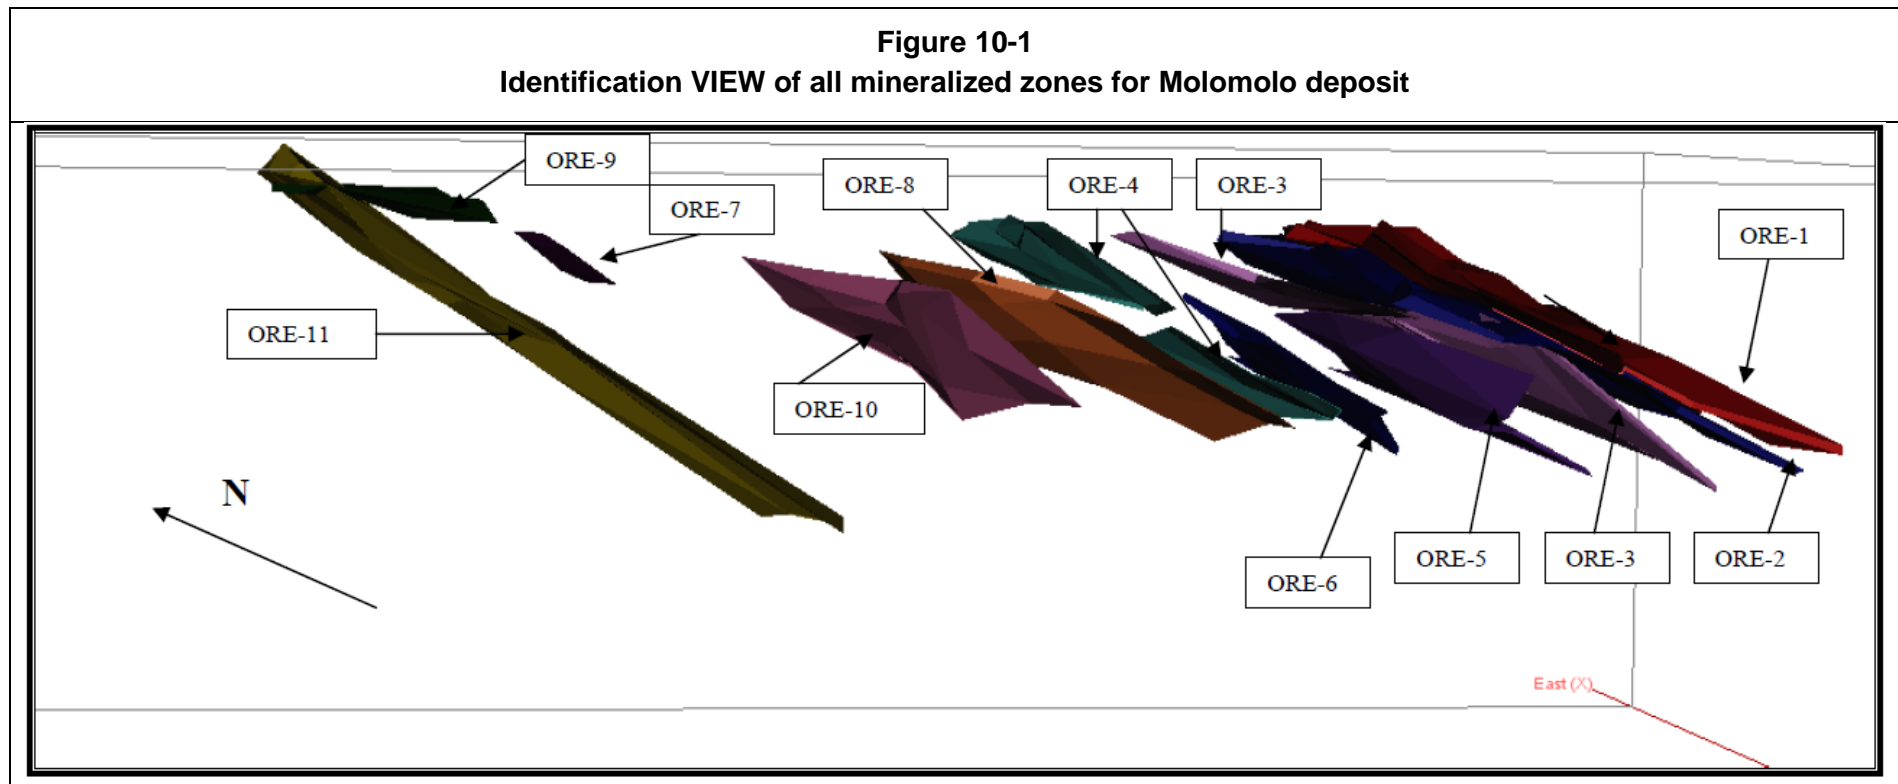 Figure 10-1
Identification VIEW of all mineralized zones for Molomolo deposit
ORE-9
ORE-8
ORE-4
ORE-3
ORE-7
ORE-1
ORE-11
ORE-10
N
ORE-5
ORE-3
ORE-2
ORE-6
East (X)